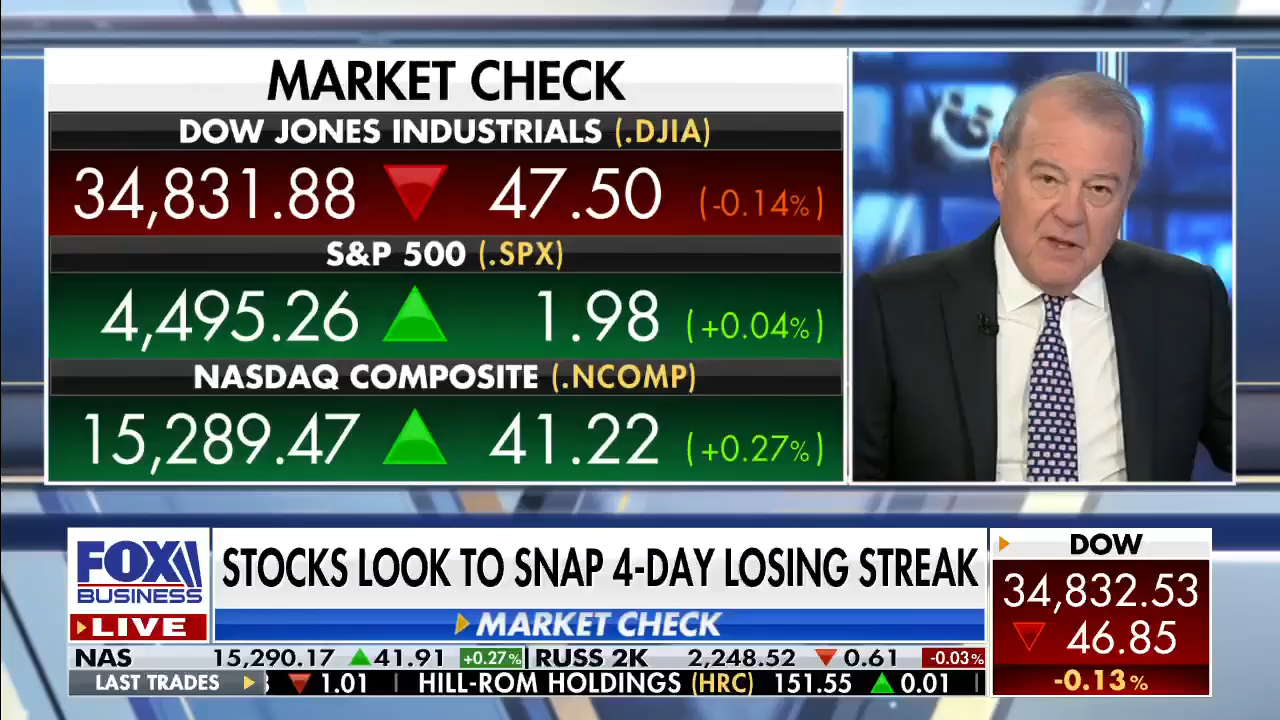 MARKET CHECK
DOW JONES INDUSTRIALS (.DJIA)
34,831.88 47.50 (-0.14%)
S&P 500 (.SPX)
4,495.26 1.98 (+0.04%)
NASDAQ COMPOSITE (.NCOMP)
15,289.47 41.22 (+0.27%)
FOX
BUSINESS
LIVE
STOCKS LOOK TO SNAP 4-DAY LOSING STREAK
MARKET CHECK
DOW
34,832.53
46.85
-0.13%
NAS 15,290.17 41.91 +0.27% RUSS 2K 2,248.52 0.61 -0.03%
LAST TRADES 1.01 HILL-ROM HOLDINGS (HRC) 151.55 0.01